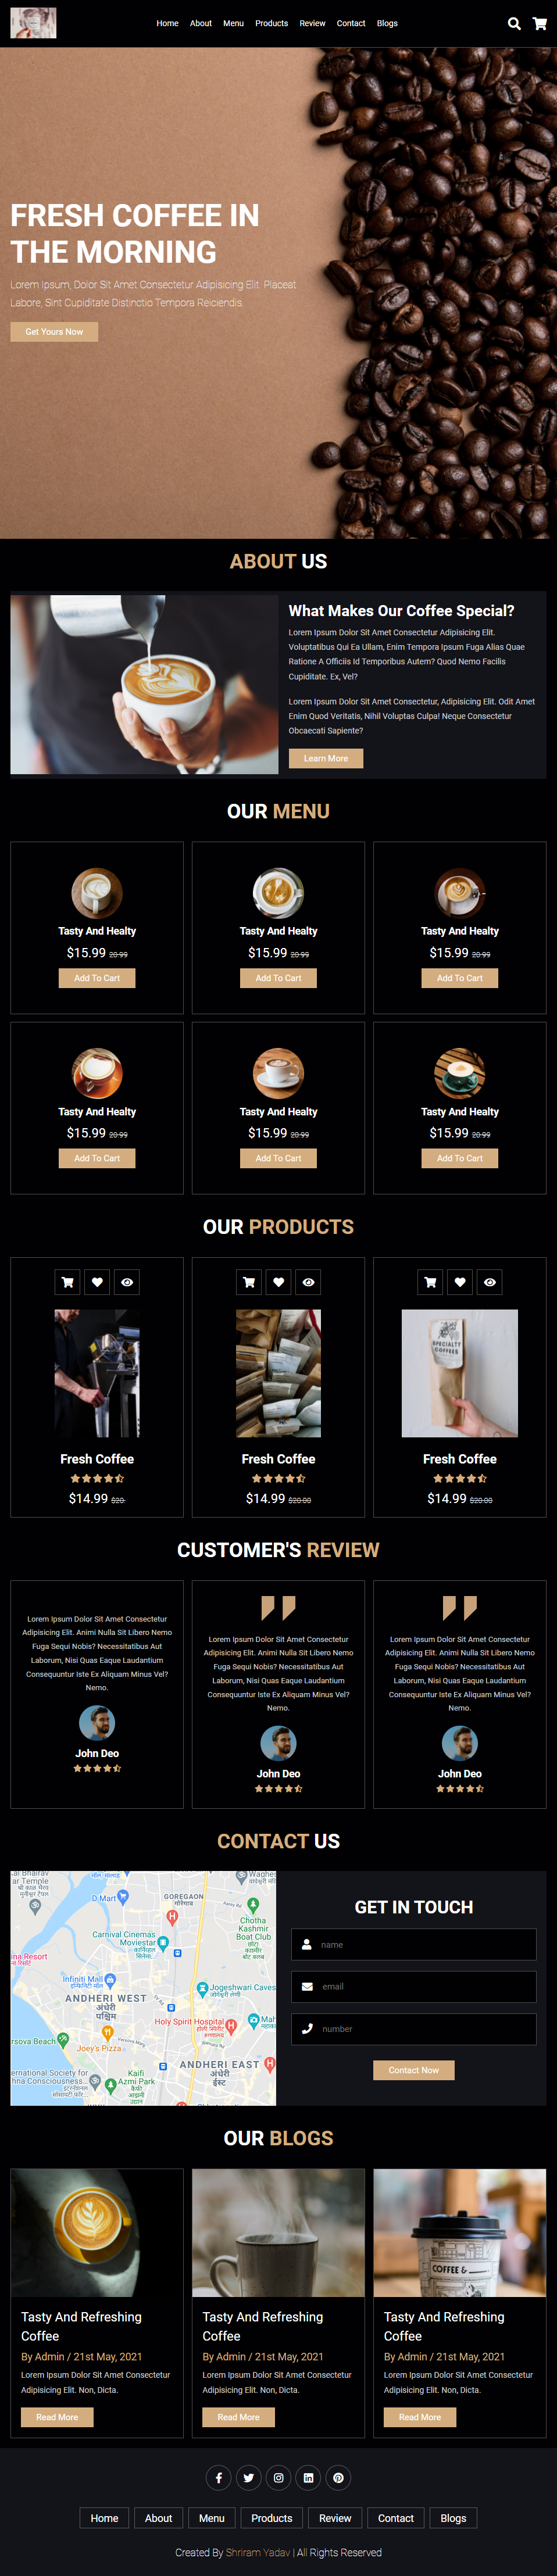 Home About Menu Products Review Contact Blogs
FRESH COFFEE IN
THE MORNING
Lorem Ipsum, Dolor Sit Amet Consectetur Adipisicing Elit. Placeat
Labore, Sint Cupiditate Distinctio Tempora Reiciendis.
Get Yours Now
ABOUT US
What Makes Our Coffee Special?
Lorem Ipsum Dolor Sit Amet Consectetur Adipisicing Elit.
Voluptatibus Qui Ea Ullam, Enim Tempora Ipsum Fuga Alias Quae
Ratione A Officiis Id Temporibus Autem? Quod Nemo Facilis
Cupiditate. Ex, Vel?
Lorem Ipsum Dolor Sit Amet Consectetur, Adipisicing Elit. Odit Amet
Enim Quod Veritatis, Nihil Voluptas Culpa! Neque Consectetur
Obcaecati Sapiente?
Learn More
OUR MENU
Tasty And Healty
$15.99 20.99
Add To Cart
Tasty And Healty
$15.99 20.99
Add To Cart
Tasty And Healty
$15.99 20.99
Add To Cart
Tasty And Healty
$15.99 20.99
Add To Cart
Tasty And Healty
$15.99 20.99
Add To Cart
Tasty And Healty
$15.99 20.99
Add To Cart
OUR PRODUCTS
Fresh Coffee
$14.99 $20
Fresh Coffee
$14.99 $20.00
SPECIALTY
COFFEES
Fresh Coffee
$14.99 $20.00
CUSTOMER'S REVIEW
Lorem Ipsum Dolor Sit Amet Consectetur
Adipisicing Elit. Animi Nulla Sit Libero Nemo
Fuga Sequi Nobis? Necessitatibus Aut
Laborum, Nisi Quas Eaque Laudantium
Consequuntur Iste Ex Aliquam Minus Vel?
Nemo.
John Deo
Lorem Ipsum Dolor Sit Amet Consectetur
Adipisicing Elit. Animi Nulla Sit Libero Nemo
Fuga Sequi Nobis? Necessitatibus Aut
Laborum, Nisi Quas Eaque Laudantium
Consequuntur Iste Ex Aliquam Minus Vel?
Nemo.
John Deo
Lorem Ipsum Dolor Sit Amet Consectetur
Adipisicing Elit. Animi Nulla Sit Libero Nemo
Fuga Sequi Nobis? Necessitatibus Aut
Laborum, Nisi Quas Eaque Laudantium
Consequuntur Iste Ex Aliquam Minus Vel?
Nemo.
John Deo
CONTACT US
ar Temple
D Mart
GOREGAON
गोरेगाव
Chotha
Kashmir
Boat Club
Carnival Cinemas
Moviestar
ina Resort
Infiniti Mall
इन्फिनिटी
मॉल
Jogeshwari Caves
ANDHERI WEST
अंधेरी
पश्चिम
Holy Spirit Hospital
Mah
rsova Beach
Joey's Pizza
ANDHERI EAST
अंधेरी
ईस्ट
ernational Society for
hna Consciousness...
Kaifi
Azmi Park
GET IN TOUCH
name
email
number
Contact Now
OUR BLOGS
Tasty And Refreshing
Coffee
By Admin / 21st May, 2021
Lorem Ipsum Dolor Sit Amet Consectetur
Adipisicing Elit. Non, Dicta.
Read More
Tasty And Refreshing
Coffee
By Admin / 21st May, 2021
Lorem Ipsum Dolor Sit Amet Consectetur
Adipisicing Elit. Non, Dicta.
Read More
COFFEE &
Tasty And Refreshing
Coffee
By Admin / 21st May, 2021
Lorem Ipsum Dolor Sit Amet Consectetur
Adipisicing Elit. Non, Dicta.
Read More
Home About Menu Products Review Contact Blogs
Created By Shriram Yadav | All Rights Reserved